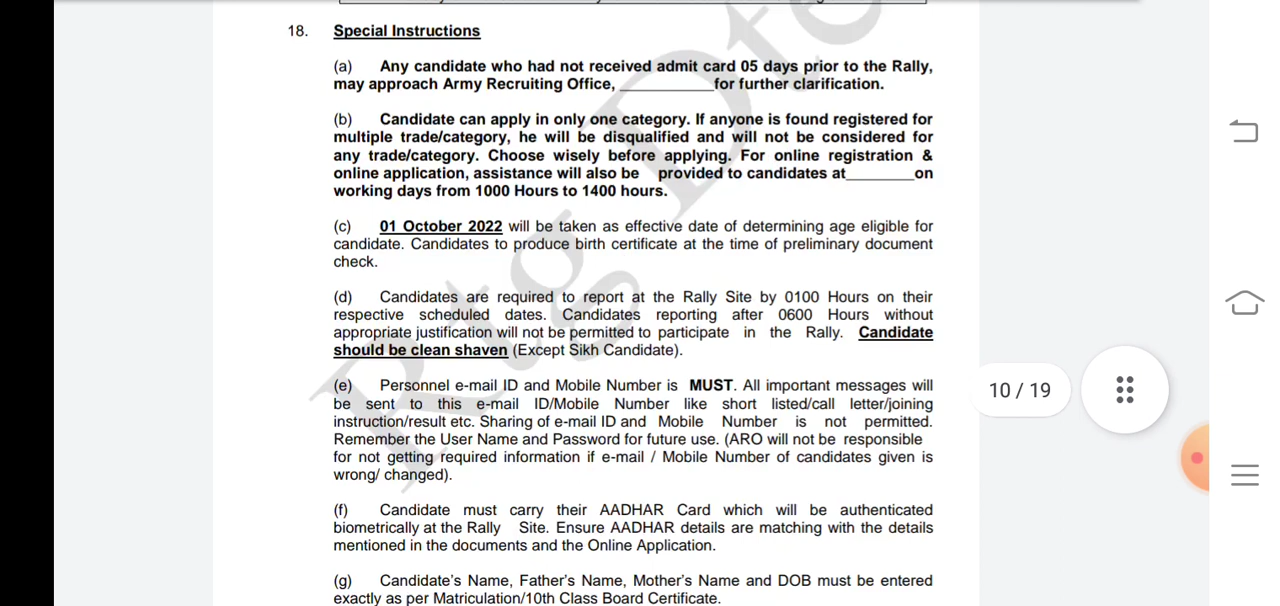 18. Special Instructions
(a) Any candidate who had not received admit card 05 days prior to the Rally,
may approach Army Recruiting Office, ___________for further clarification.
(b) Candidate can apply in only one category. If anyone is found registered for
multiple trade/category, he will be disqualified and will not be considered for
any trade/category. Choose wisely before applying. For online registration &
online application, assistance will also be provided to candidates at________on
working days from 1000 Hours to 1400 hours.
(c) 01 October 2022 will be taken as effective date of determining age eligible for
candidate. Candidates to produce birth certificate at the time of preliminary document
check.
(d) Candidates are required to report at the Rally Site by 0100 Hours on their
respective scheduled dates. Candidates reporting after 0600 Hours without
appropriate justification will not be permitted to participate in the Rally. Candidate
should be clean shaven (Except Sikh Candidate).
(e) Personnel e-mail ID and Mobile Number is MUST. All important messages will
be sent to this e-mail ID/Mobile Number like short listed/call letter/joining
instruction/result etc. Sharing of e-mail ID and Mobile Number is not permitted.
Remember the User Name and Password for future use. (ARO will not be responsible
for not getting required information if e-mail / Mobile Number of candidates given is
wrong/ changed).
(f) Candidate must carry their AADHAR Card which will be authenticated
biometrically at the Rally Site. Ensure AADHAR details are matching with the details
mentioned in the documents and the Online Application.
(g) Candidate's Name, Father's Name, Mother's Name and DOB must be entered
exactly as per Matriculation/10th Class Board Certificate.
10 / 19
Rtg Dte